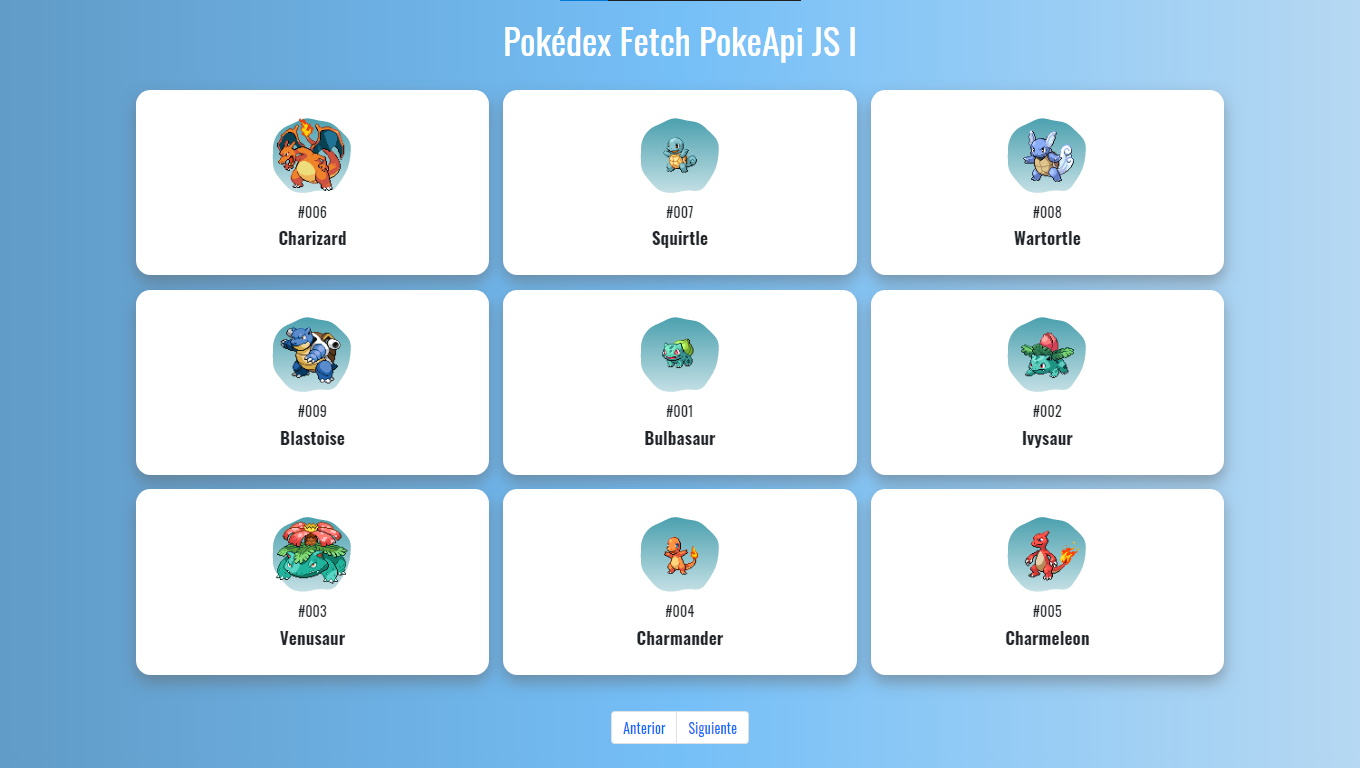 Pokédex Fetch PokeApi JS I
#006
Charizard
#007
Squirtle
#008
Wartortle
#009
Blastoise
#001
Bulbasaur
#002
Ivysaur
#003
Venusaur
#004
Charmander
#005
Charmeleon
Anterior
Siguiente